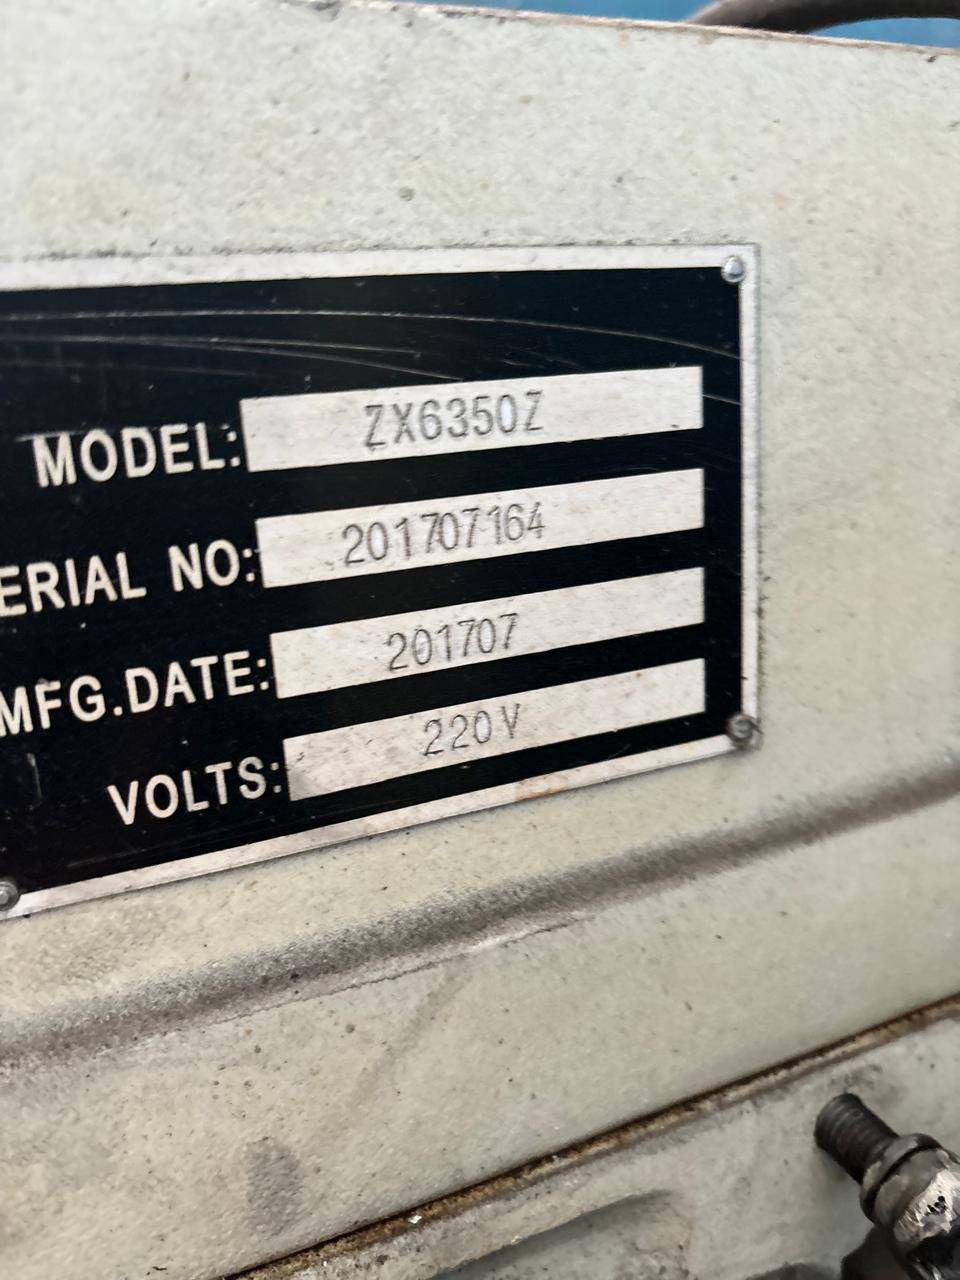 MODEL: ZX6350Z
ERIAL NO: 201707164
MFG.DATE: 201707
VOLTS: 220V